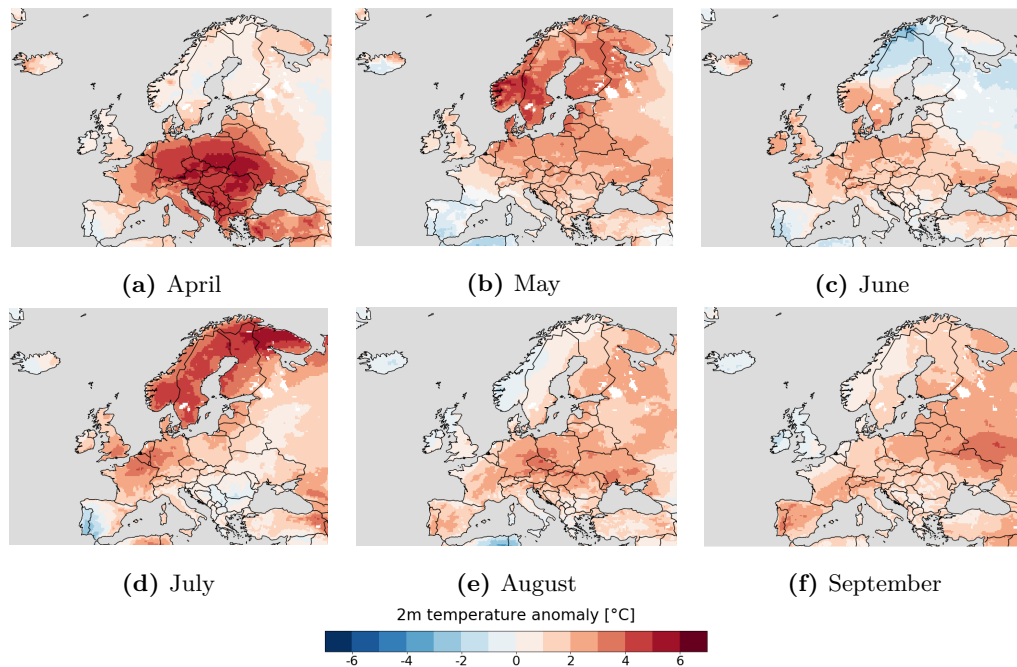 (a) April
(b) May
(c) June
(d) July
(e) August
(f) September
2m temperature anomaly [°C]
-6 -4 -2 0 2 4 6